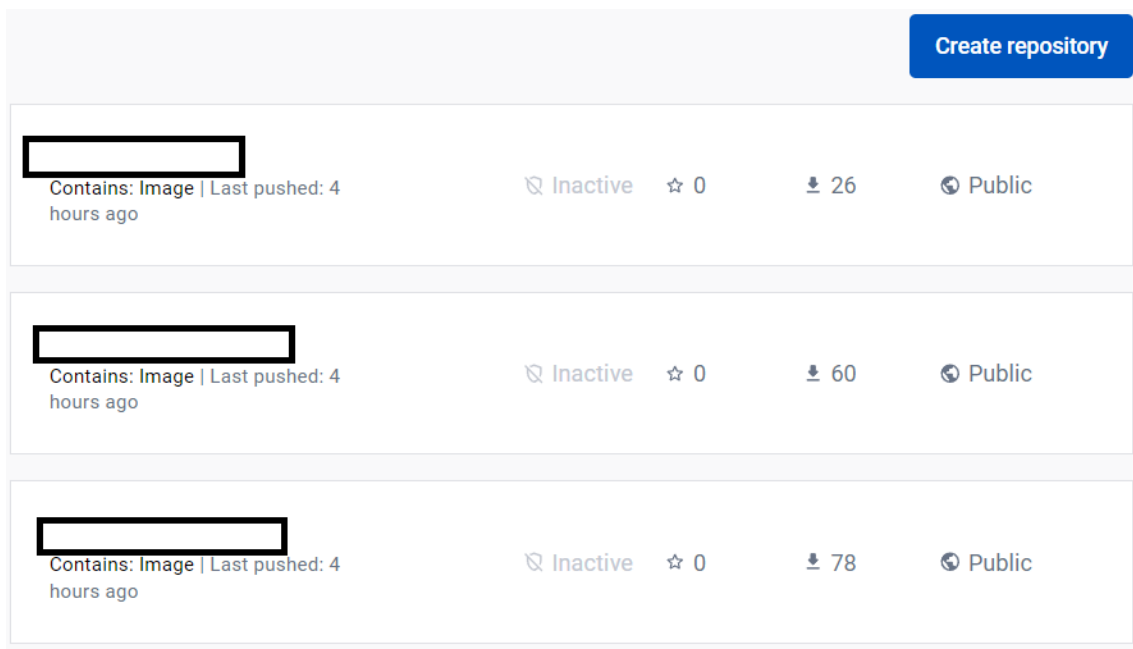 Create repository
Contains: Image | Last pushed: 4
hours ago
Inactive
0
26
Public
Contains: Image | Last pushed: 4
hours ago
Inactive
0
60
Public
Contains: Image | Last pushed: 4
hours ago
Inactive
0
78
Public